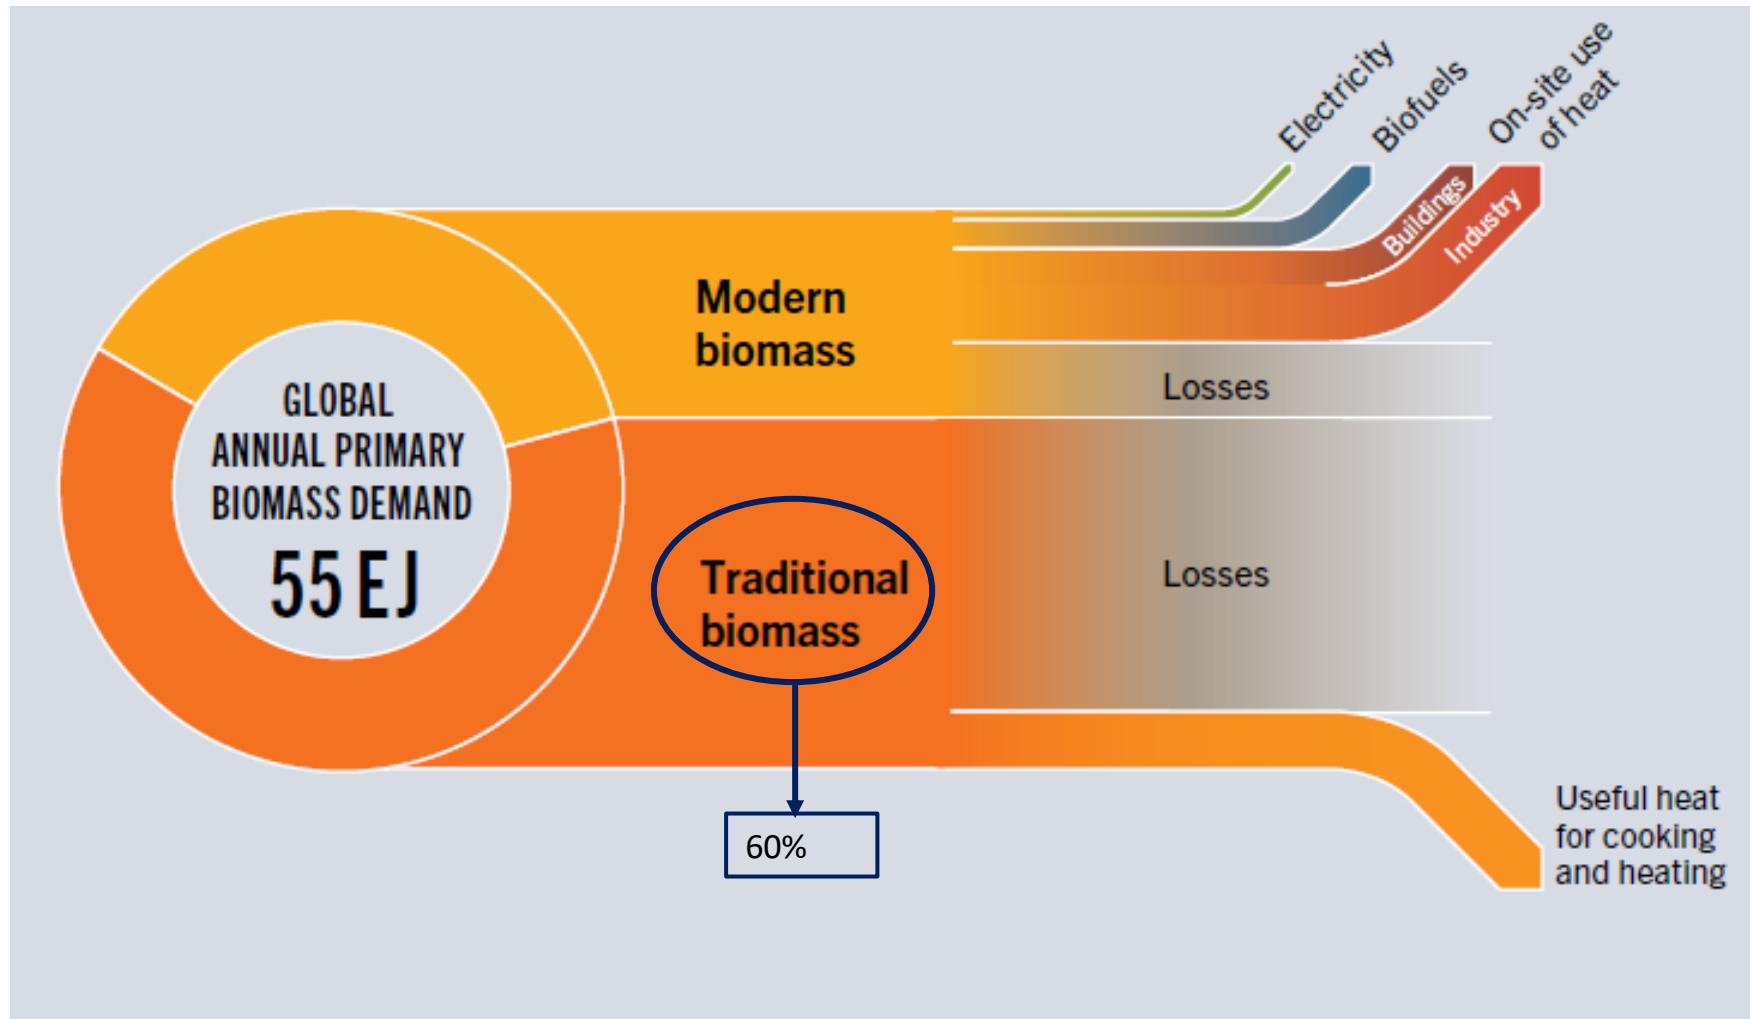 Electricity
Biofuels
On-site use
of heat
Buildings
Industry
Modern
biomass
Losses
GLOBAL
ANNUAL PRIMARY
BIOMASS DEMAND
55 EJ
Traditional
biomass
Losses
60%
Useful heat
for cooking
and heating